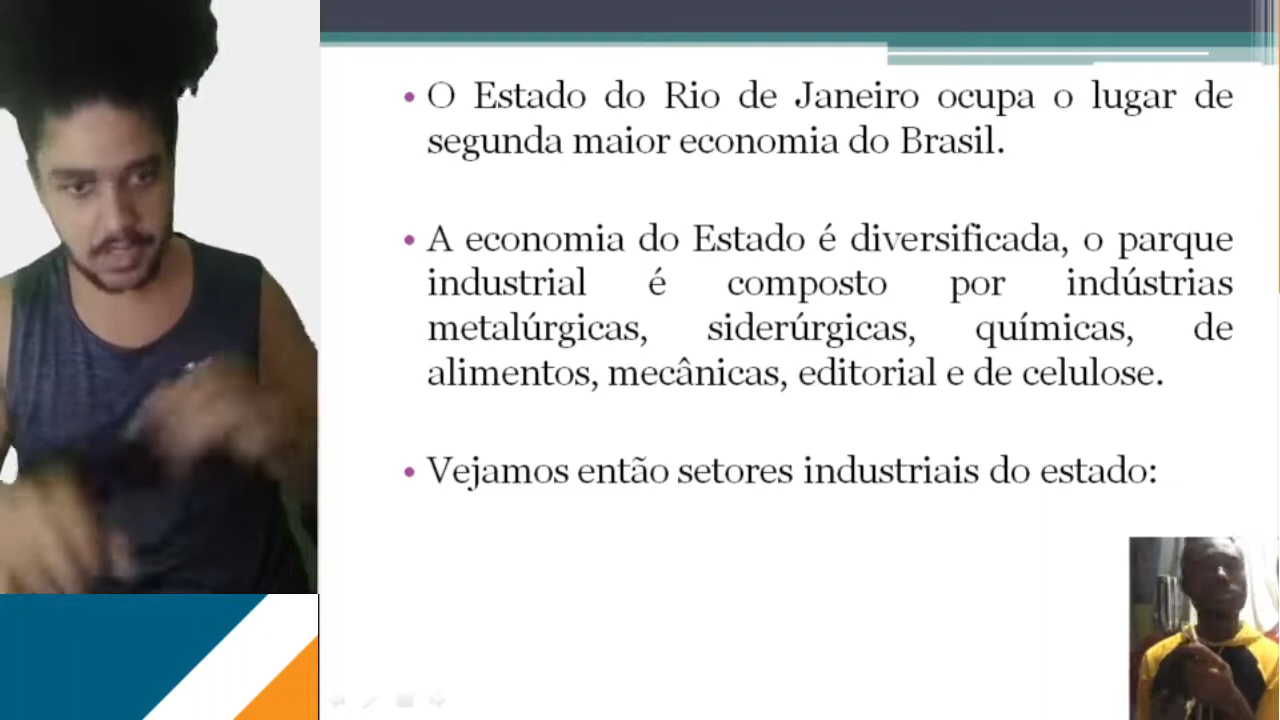 • O Estado do Rio de Janeiro ocupa o lugar de
segunda maior economia do Brasil.
• A economia do Estado é diversificada, o parque
industrial é composto por indústrias
metalúrgicas, siderúrgicas, químicas, de
alimentos, mecânicas, editorial e de celulose.
• Vejamos então setores industriais do estado: